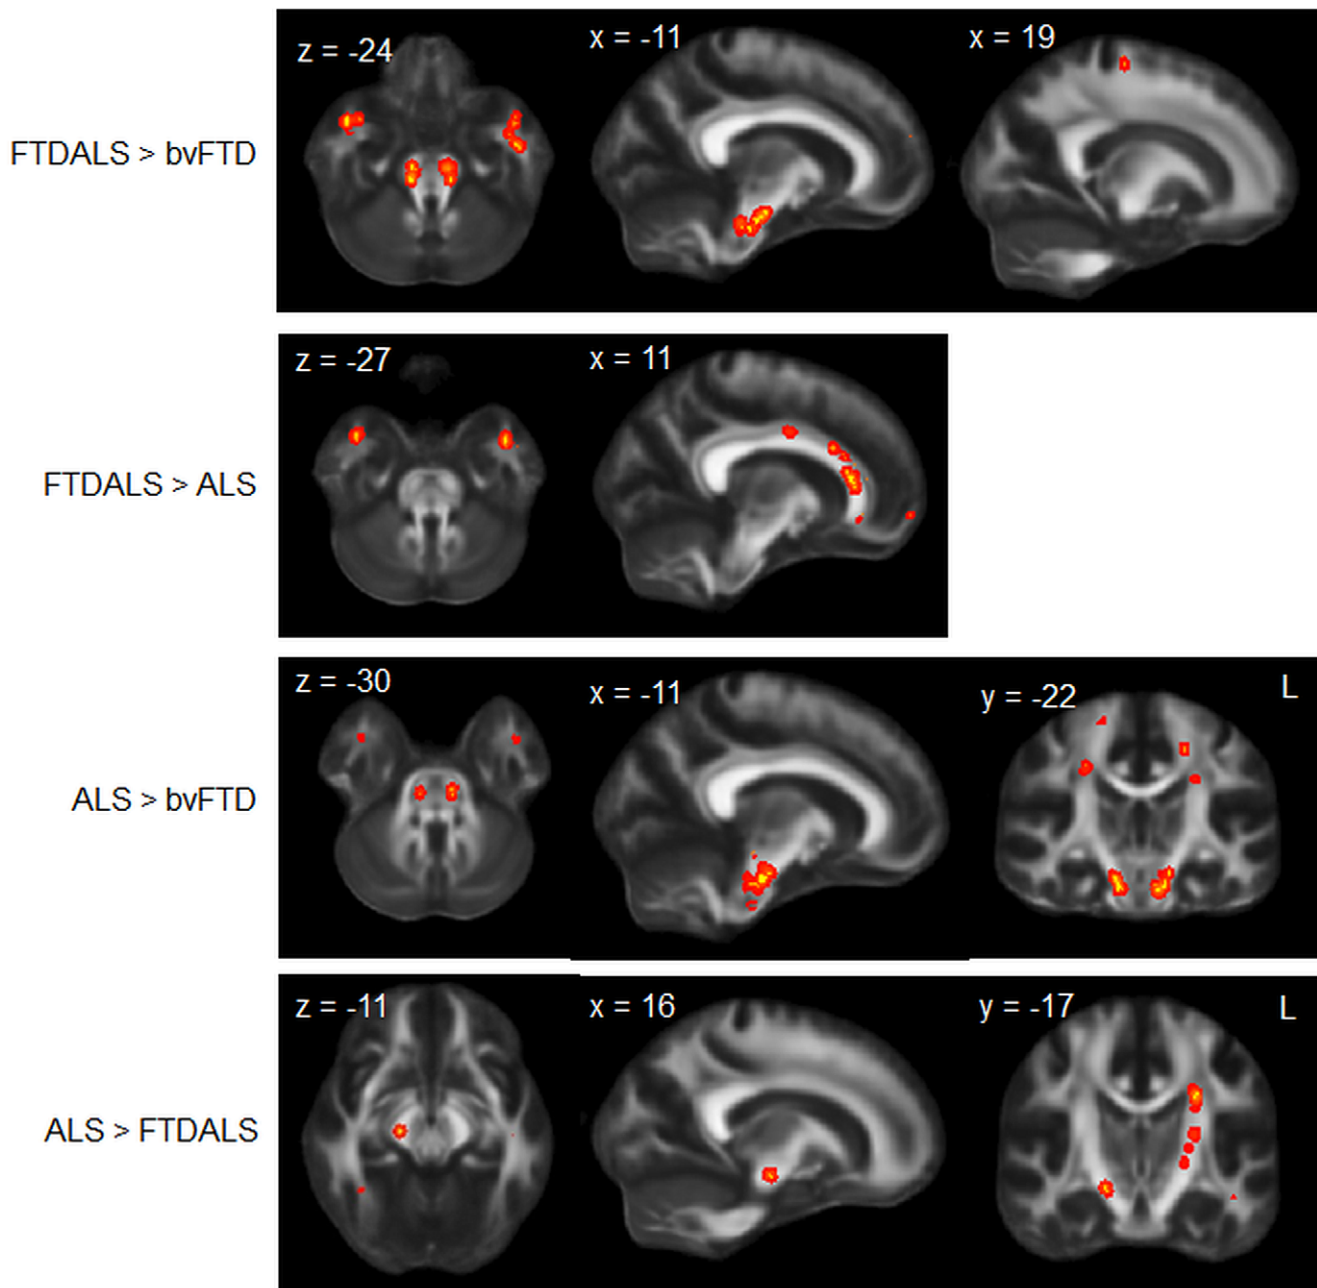 z = -24
x = -11
x = 19
FTDALS > bvFTD
z = -27
x = 11
FTDALS > ALS
z = -30
x = -11
y = -22
L
ALS > bvFTD
z = -11
x = 16
y = -17
L
ALS > FTDALS